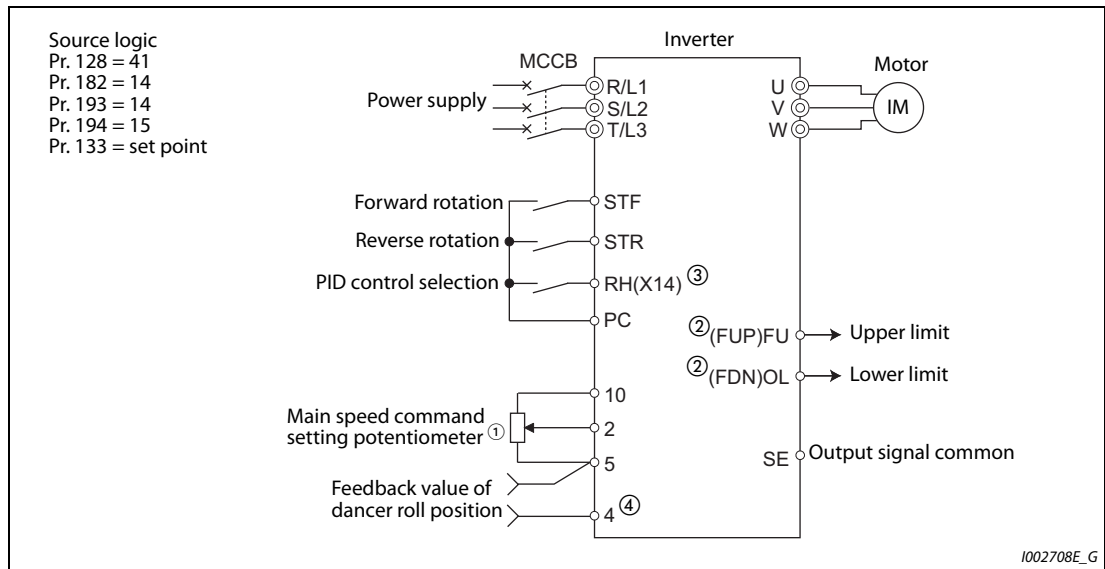 Source logic
Pr. 128 = 41
Pr. 182 = 14
Pr. 193 = 14
Pr. 194 = 15
Pr. 133 = set point
Inverter
MCCB
Motor
Power supply
R/L1
S/L2
T/L3
U
V
W
IM
Forward rotation
STF
Reverse rotation
STR
PID control selection
RH(X14) ③
PC
② (FUP)FU
Upper limit
② (FDN)OL
Lower limit
10
Main speed command
setting potentiometer ①
2
5
SE
Output signal common
Feedback value of
dancer roll position
4 ④
I002708E_G